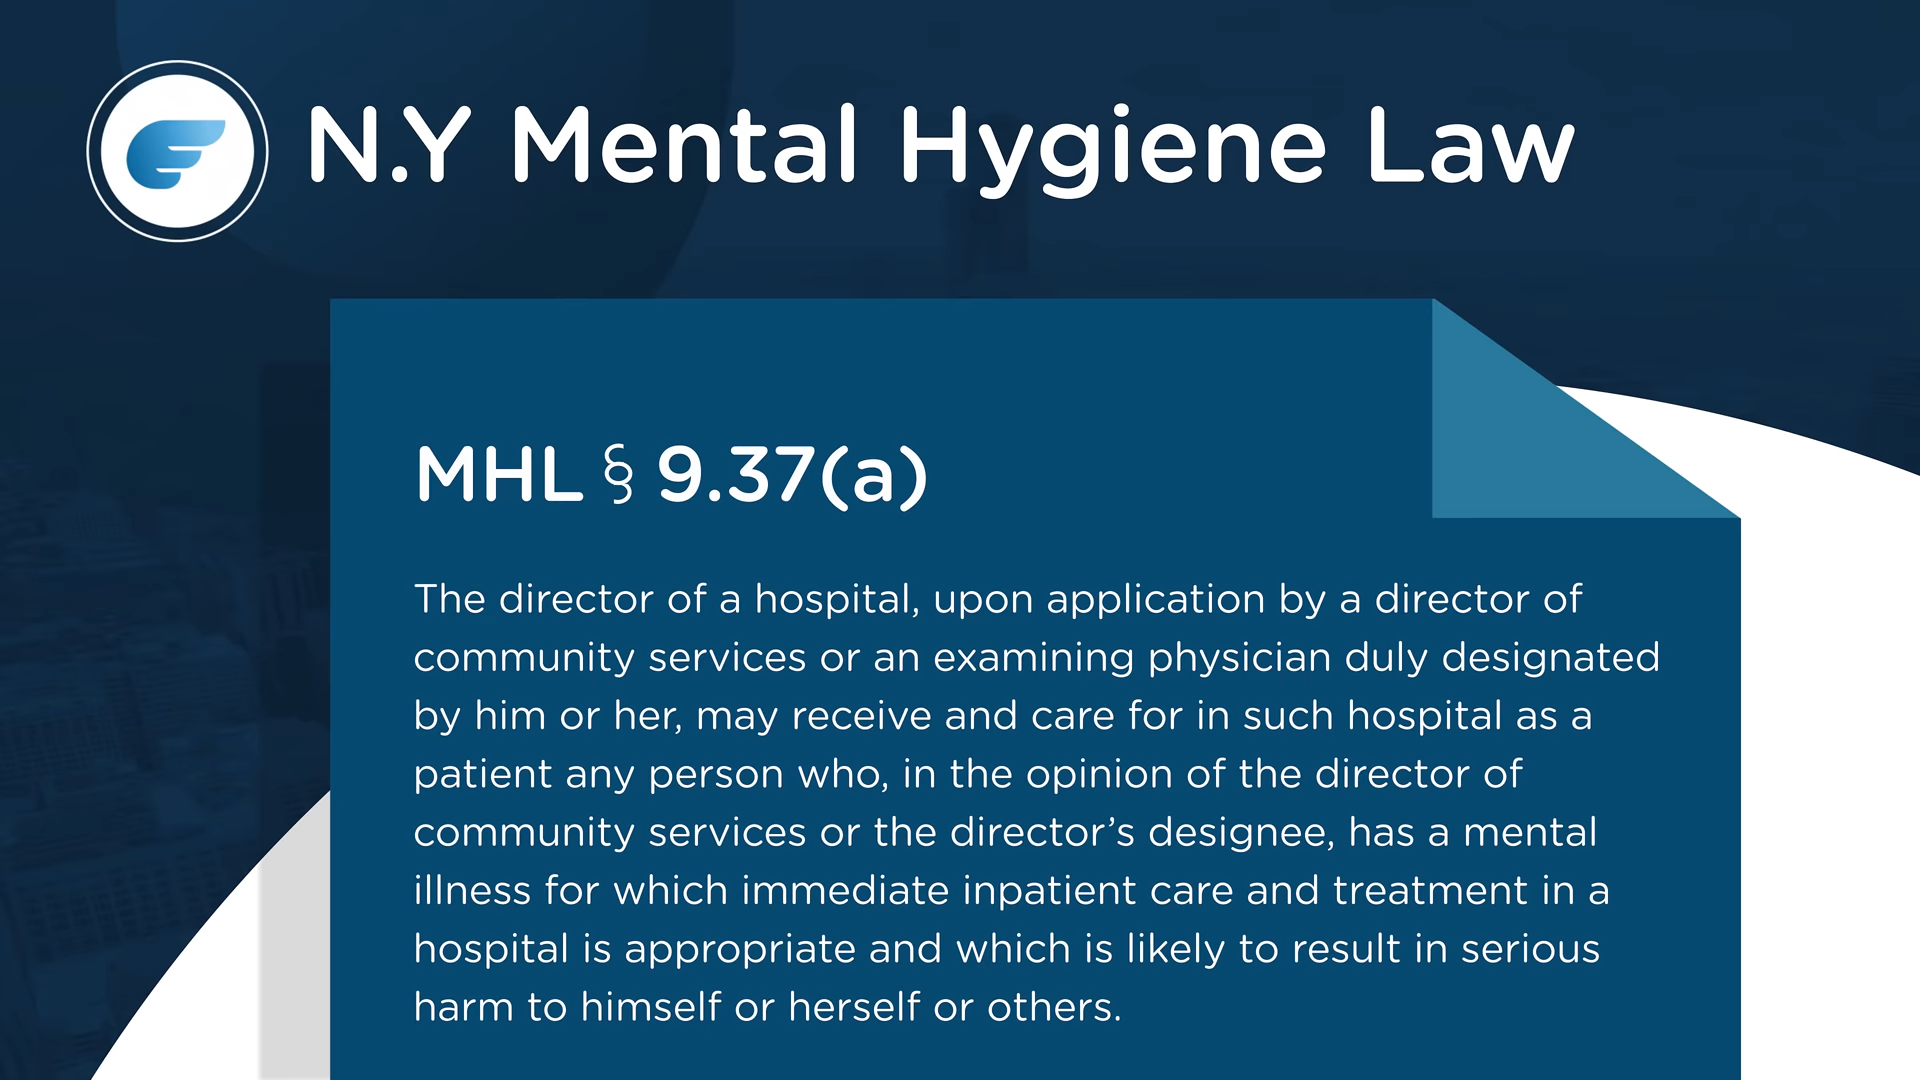 N.Y Mental Hygiene Law
MHL § 9.37(a)
The director of a hospital, upon application by a director of
community services or an examining physician duly designated
by him or her, may receive and care for in such hospital as a
patient any person who, in the opinion of the director of
community services or the director’s designee, has a mental
illness for which immediate inpatient care and treatment in a
hospital is appropriate and which is likely to result in serious
harm to himself or herself or others.